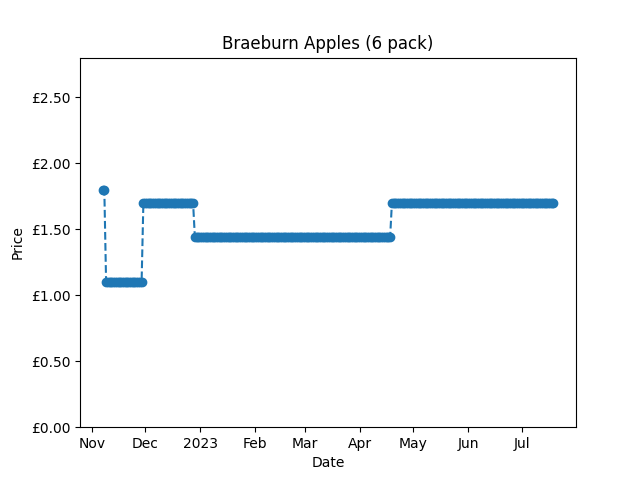 Braeburn Apples (6 pack)
£2.50
£2.00
£1.50
£1.00
£0.50
£0.00
Price
Nov Dec 2023 Feb Mar Apr May Jun Jul
Date